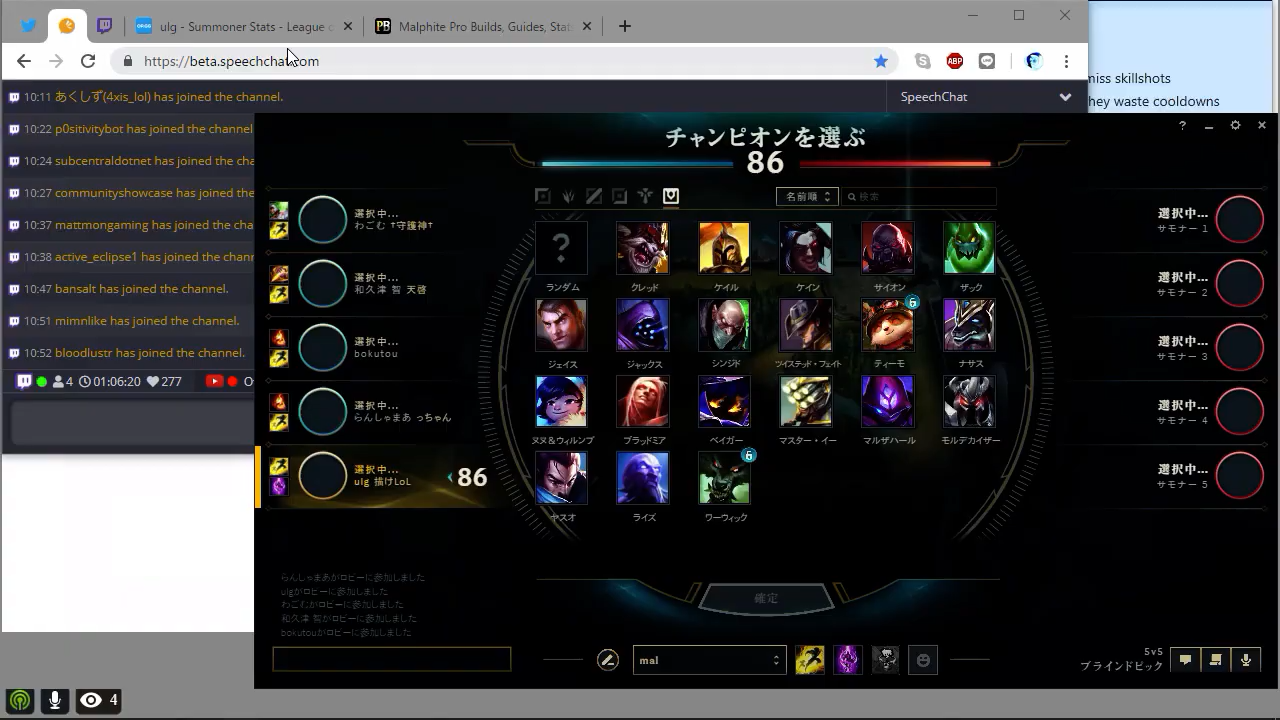 ulg - Summoner Stats - League o
Malphite Pro Builds, Guides, Stat
https://beta.speechchat.com
ABP
miss skillshots
they waste cooldowns
10:11 あくしず(4xis_lol) has joined the channel.
SpeechChat
10:22 p0sitivitybot has joined the channel
10:24 subcentraldotnet has joined the cha
10:27 communityshowcase has joined the
10:37 mattmongaming has joined the cha
10:38 active_eclipse1 has joined the chann
10:47 bansalt has joined the channel.
10:51 mimnlike has joined the channel.
10:52 bloodlustr has joined the channel.
4 01:06:20 277
チャンピオンを選ぶ
86
名前順
検索
選択中...
わごむ †守護神†
選択中...
和久津 智 天啓
選択中...
bokutou
選択中...
らんしゃまあ っちゃん
選択中...
ulg 描けLoL
86
ランダム
クレッド
ケイル
ケイン
サイオン
ザック
ジェイス
ジャックス
シンジド
ツイステッド・フェイト
ティーモ
ナサス
6
ヌヌ&ウィルンプ
ブラッドミア
ベイガー
マスター・イー
マルザハール
モルデカイザー
ヤスオ
ライズ
ワーウィック
6
選択中...
サモナー 1
選択中...
サモナー 2
選択中...
サモナー 3
選択中...
サモナー 4
選択中...
サモナー 5
らんしゃまあがロビーに参加しました
ulgがロビーに参加しました
わごむがロビーに参加しました
和久津 智がロビーに参加しました
bokutouがロビーに参加しました
確定
mal
5v5
ブラインドピック
4